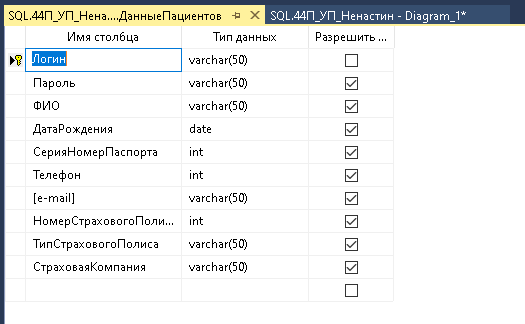 SQL.44П_УП_Нена....ДанныеПациентов SQL.44П_УП_Ненастин - Diagram_1*
Имя столбца Тип данных Разрешить ...
Логин varchar(50)
Пароль varchar(50)
ФИО varchar(50)
ДатаРождения date
СерияНомерПаспорта int
Телефон int
[e-mail] varchar(50)
НомерСтраховогоПоли... int
ТипСтраховогоПолиса varchar(50)
СтраховаяКомпания varchar(50)